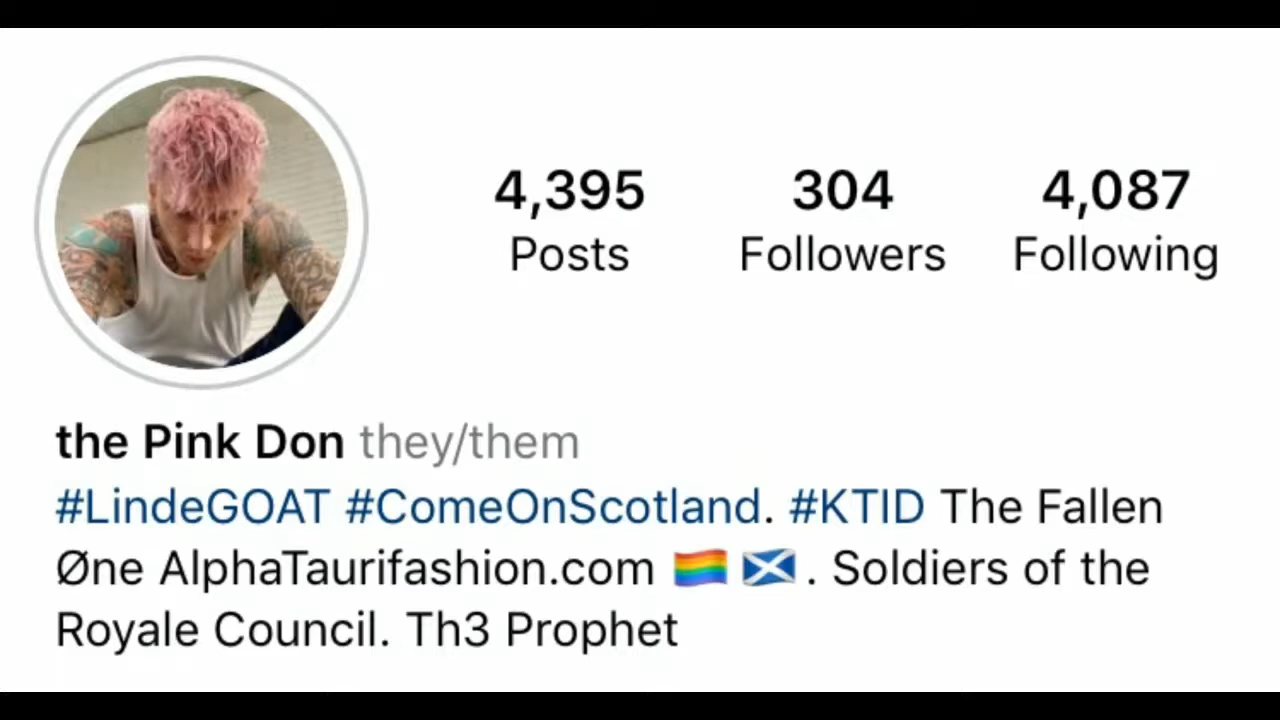 4,395 304 4,087
Posts Followers Following
the Pink Don they/them
#LindeGOAT #ComeOnScotland. #KTID The Fallen
Øne AlphaTaurifashion.com 🏳️‍🌈 🏴󠁧󠁢󠁳󠁣󠁴󠁿 . Soldiers of the
Royale Council. Th3 Prophet